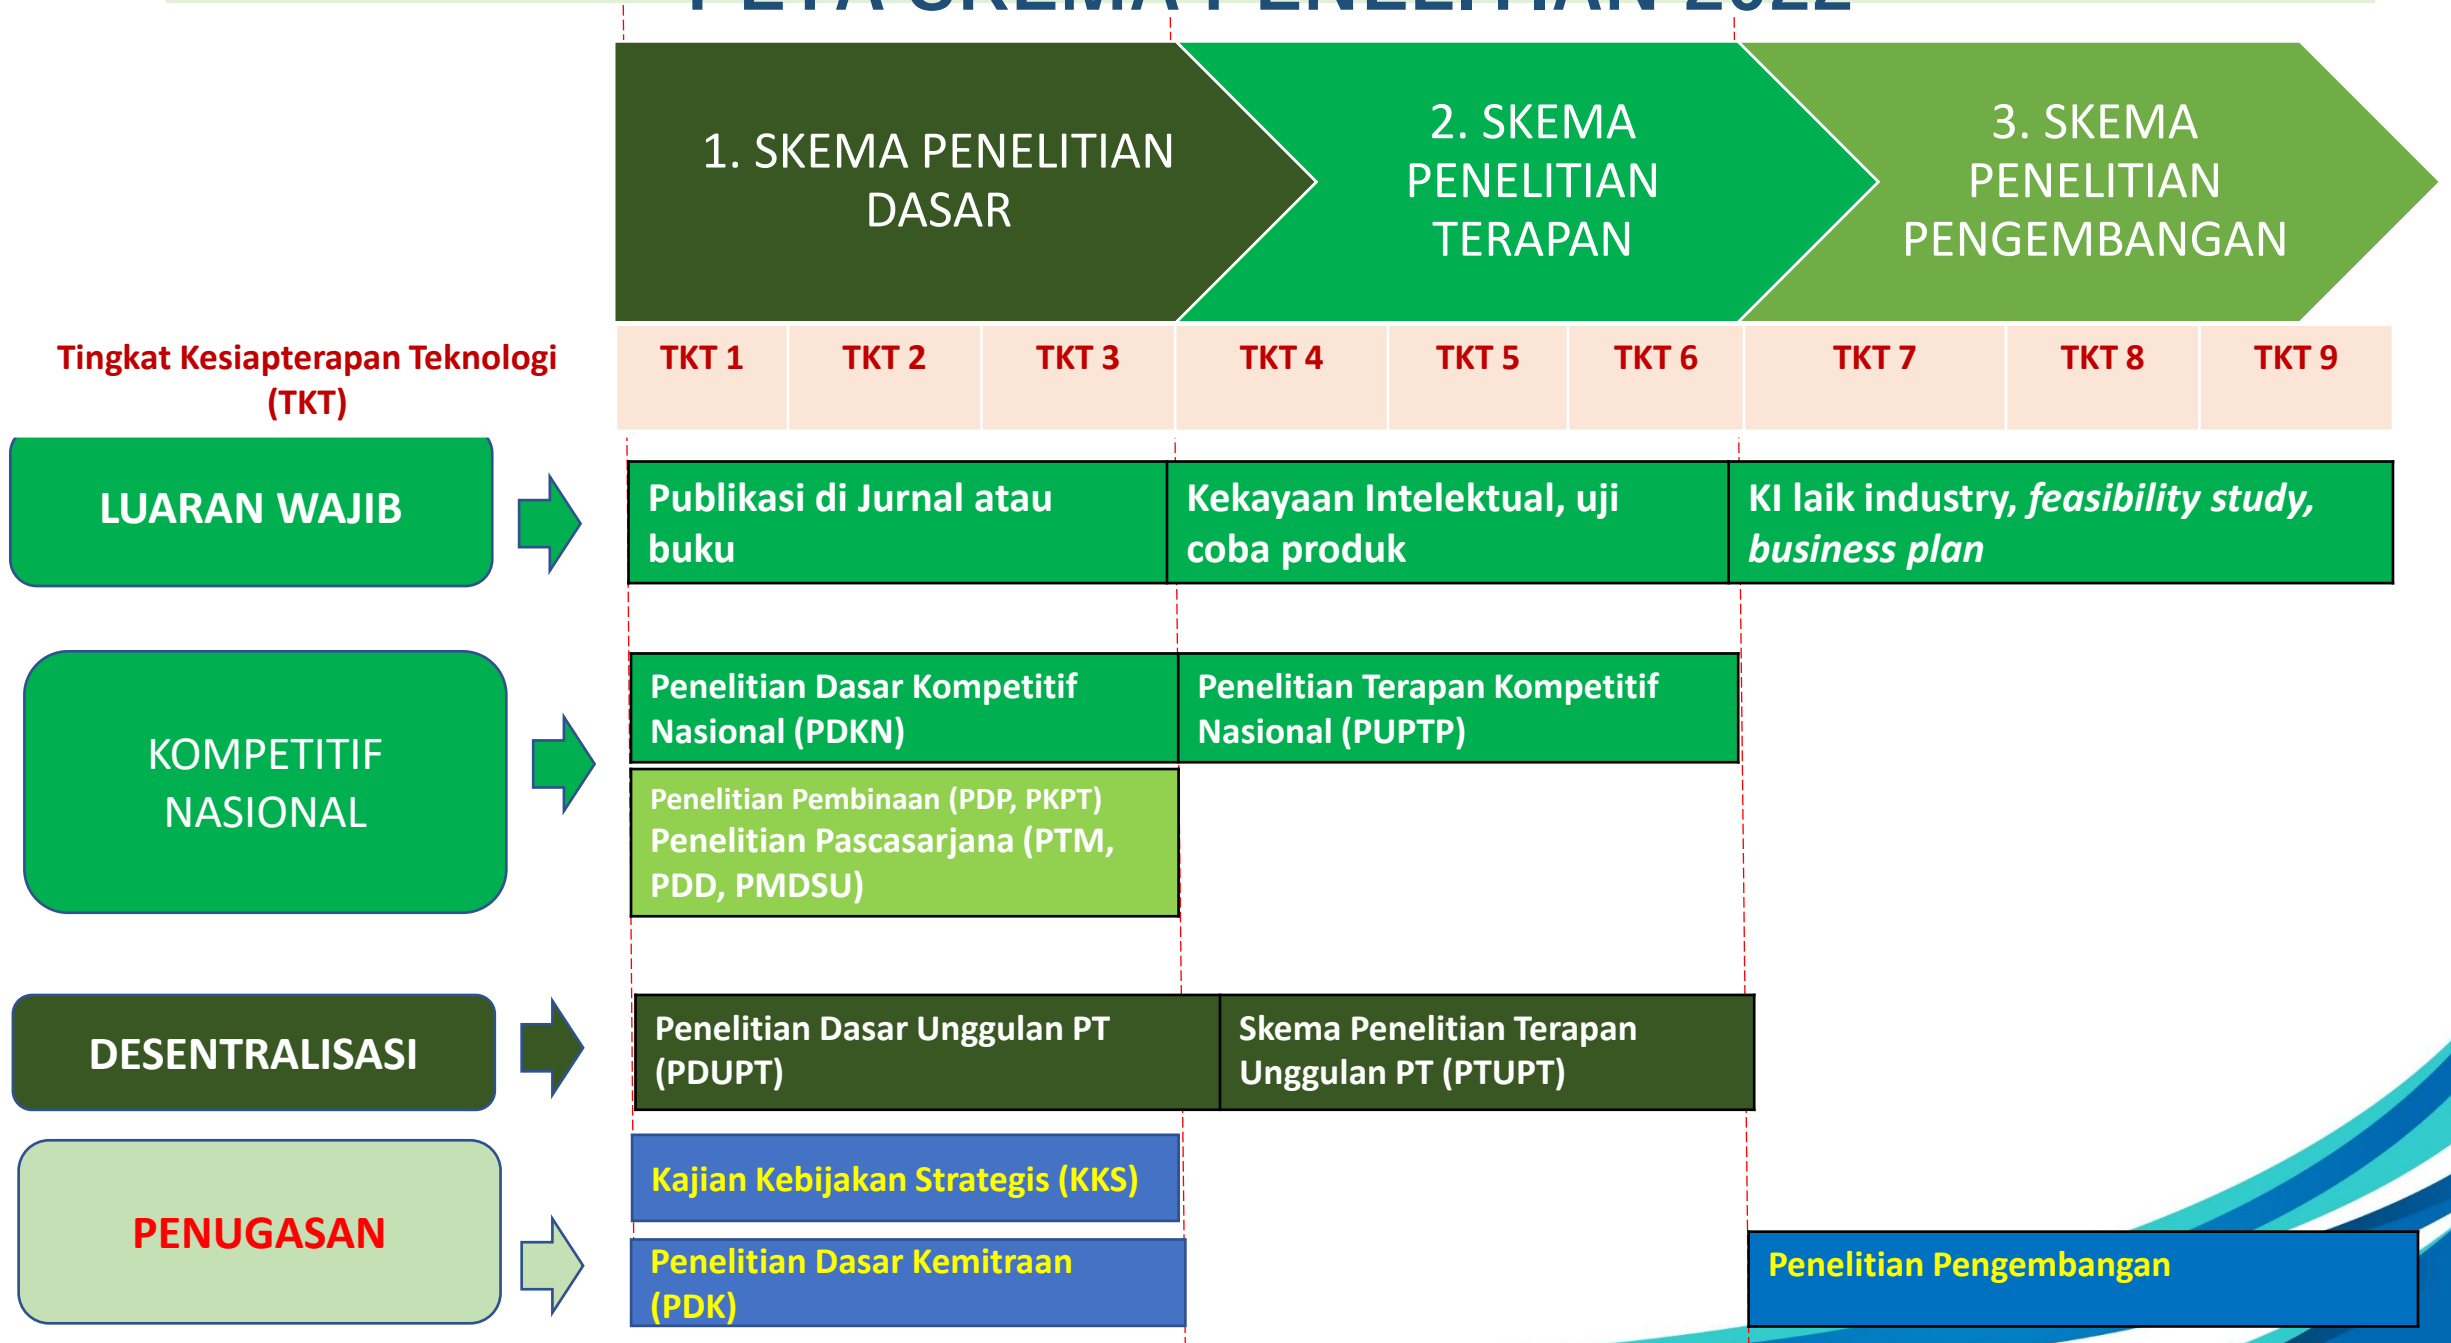 PETA SKEMA PENELITIAN 2022
1. SKEMA PENELITIAN
DASAR
2. SKEMA
PENELITIAN
TERAPAN
3. SKEMA
PENELITIAN
PENGEMBANGAN
Tingkat Kesiapterapan Teknologi
(TKT)
TKT 1
TKT 2
TKT 3
TKT 4
TKT 5
TKT 6
TKT 7
TKT 8
TKT 9
LUARAN WAJIB
Publikasi di Jurnal atau
buku
Kekayaan Intelektual, uji
coba produk
KI laik industry, feasibility study,
business plan
KOMPETITIF
NASIONAL
Penelitian Dasar Kompetitif
Nasional (PDKN)
Penelitian Terapan Kompetitif
Nasional (PUPTP)
Penelitian Pembinaan (PDP, PKPT)
Penelitian Pascasarjana (PTM,
PDD, PMDSU)
DESENTRALISASI
Penelitian Dasar Unggulan PT
(PDUPT)
Skema Penelitian Terapan
Unggulan PT (PTUPT)
PENUGASAN
Kajian Kebijakan Strategis (KKS)
Penelitian Dasar Kemitraan
(PDK)
Penelitian Pengembangan